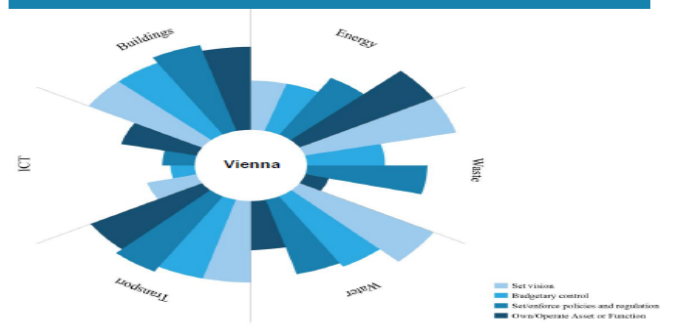 Buildings
Energy
ICT
Vienna
Waste
Transport
Water
Set vision
Budgetary control
Set/enforce policies and regulation
Own/Operate Asset or Function